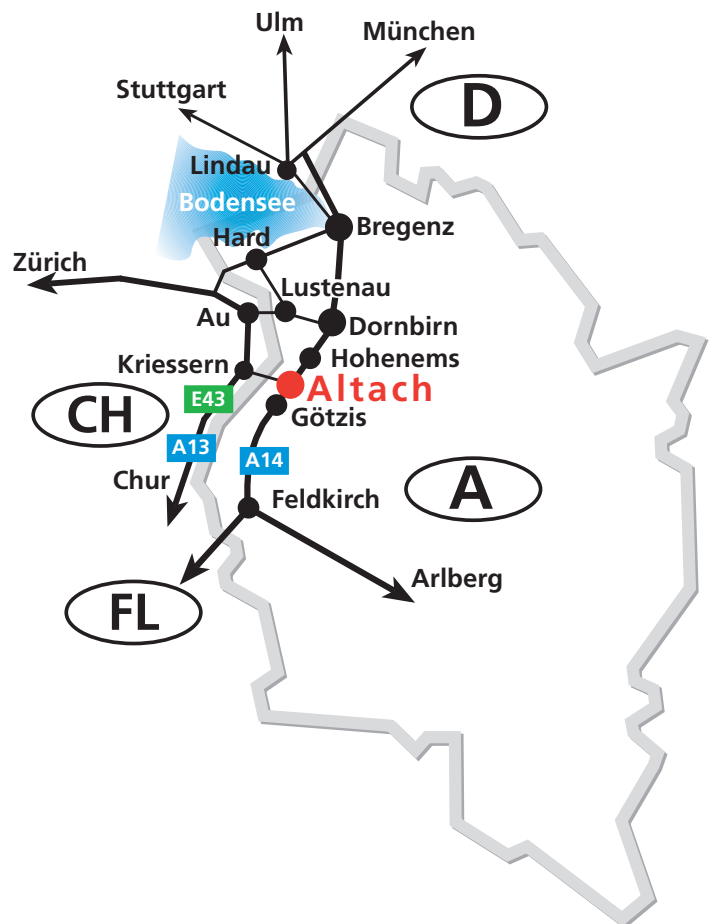 Ulm
München
Stuttgart
D
Lindau
Bodensee
Bregenz
Hard
Zürich
Lustenau
Au
Dornbirn
Hohenems
Kriessern
Altach
E43
CH
Götzis
A13
A14
Chur
A
Feldkirch
Arlberg
FL